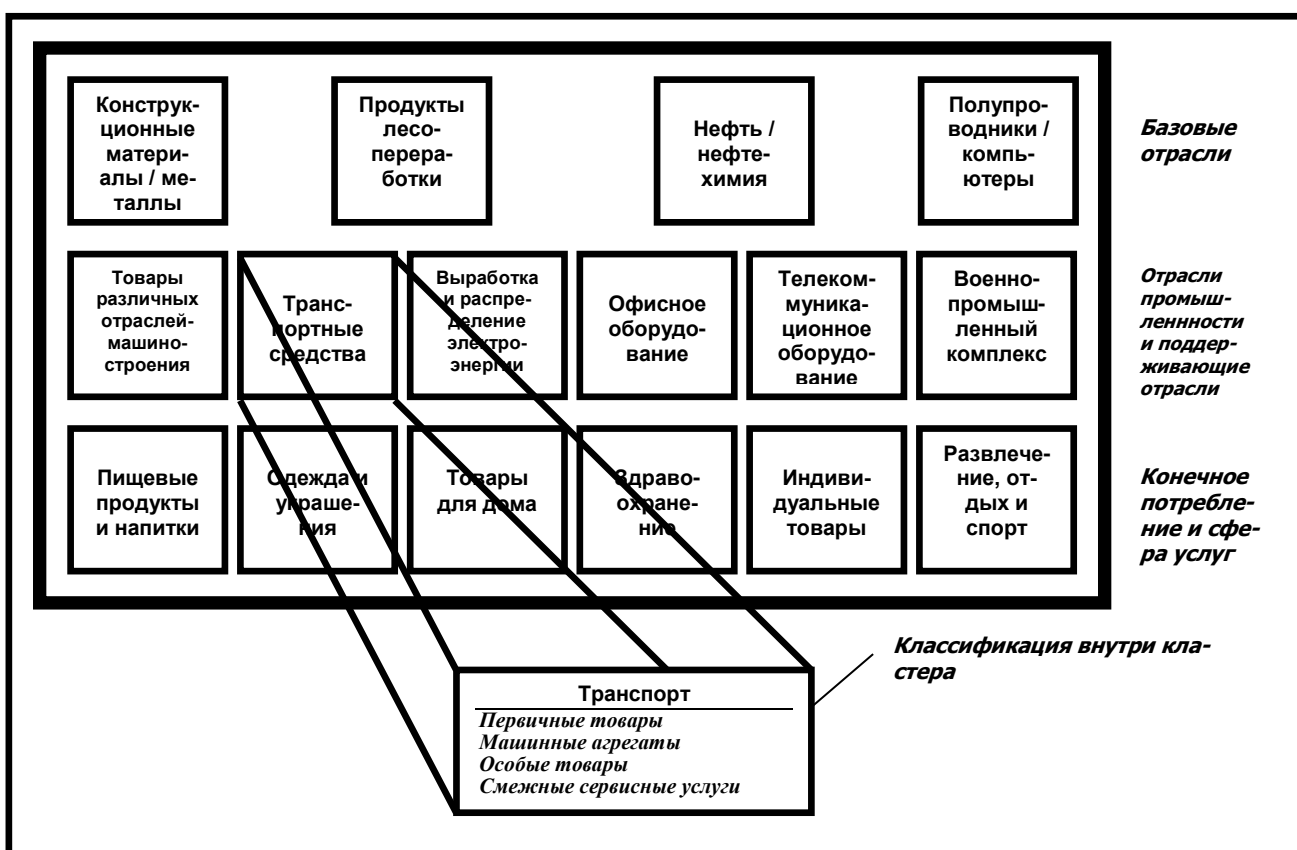 Конструк-
ционные
матери-
алы / ме-
таллы
Продукты
лесо-
перера-
ботки
Нефть /
нефте-
химия
Полупро-
водники /
компь-
ютеры
Базовые
отрасли
Товары
различных
отраслей-
машино-
строения
Транс-
портные
средства
Выработка
и распре-
деление
электро-
энергии
Офисное
оборудо-
вание
Телеком-
муника-
ционное
оборудо-
вание
Военно-
промыш-
ленный
комплекс
Отрасли
промыш-
леннности
и поддер-
живающие
отрасли
Пищевые
продукты
и напитки
Одежда и
украше-
ния
Товары
для дома
Здраво-
охране-
ние
Индиви-
дуальные
товары
Развлече-
ние, от-
дых и
спорт
Конечное
потребле-
ние и сфе-
ра услуг
Классификация внутри кла-
стера
Транспорт
Первичные товары
Машинные агрегаты
Особые товары
Смежные сервисные услуги